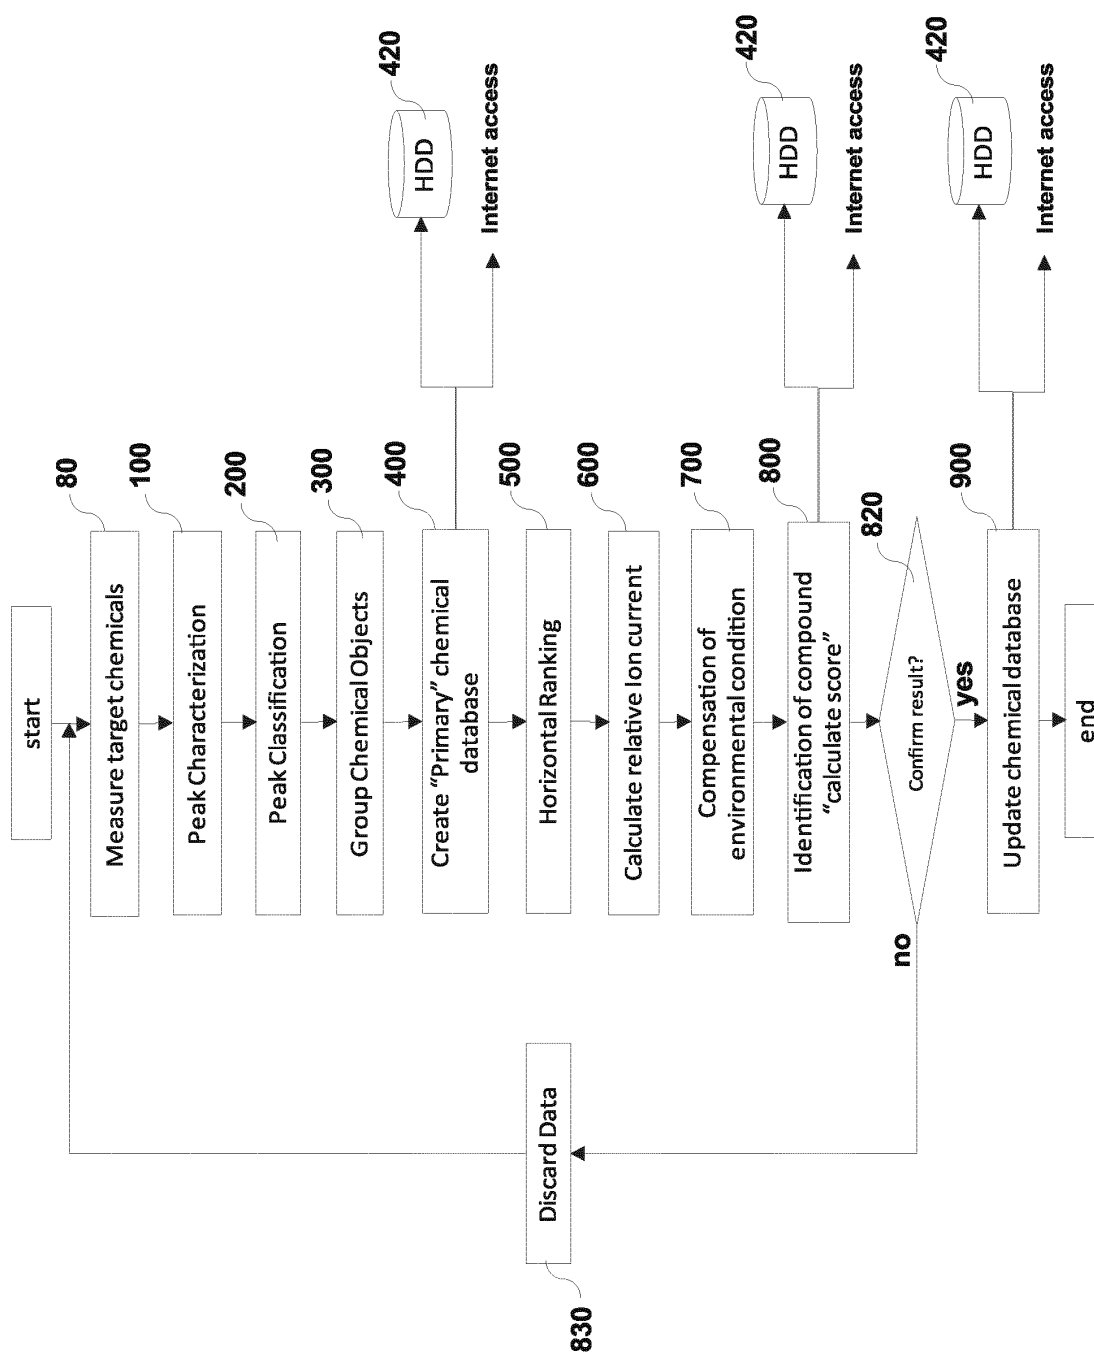 start
80
Measure target chemicals
100
Peak Characterization
200
Peak Classification
300
Group Chemical Objects
400
Create “Primary” chemical
database
420
HDD
Internet access
500
Horizontal Ranking
600
Calculate relative Ion current
700
Compensation of
environmental condition
800
Identification of compound
“calculate score”
420
HDD
Internet access
820
Confirm result?
no
yes
830
Discard Data
900
Update chemical database
420
HDD
Internet access
end